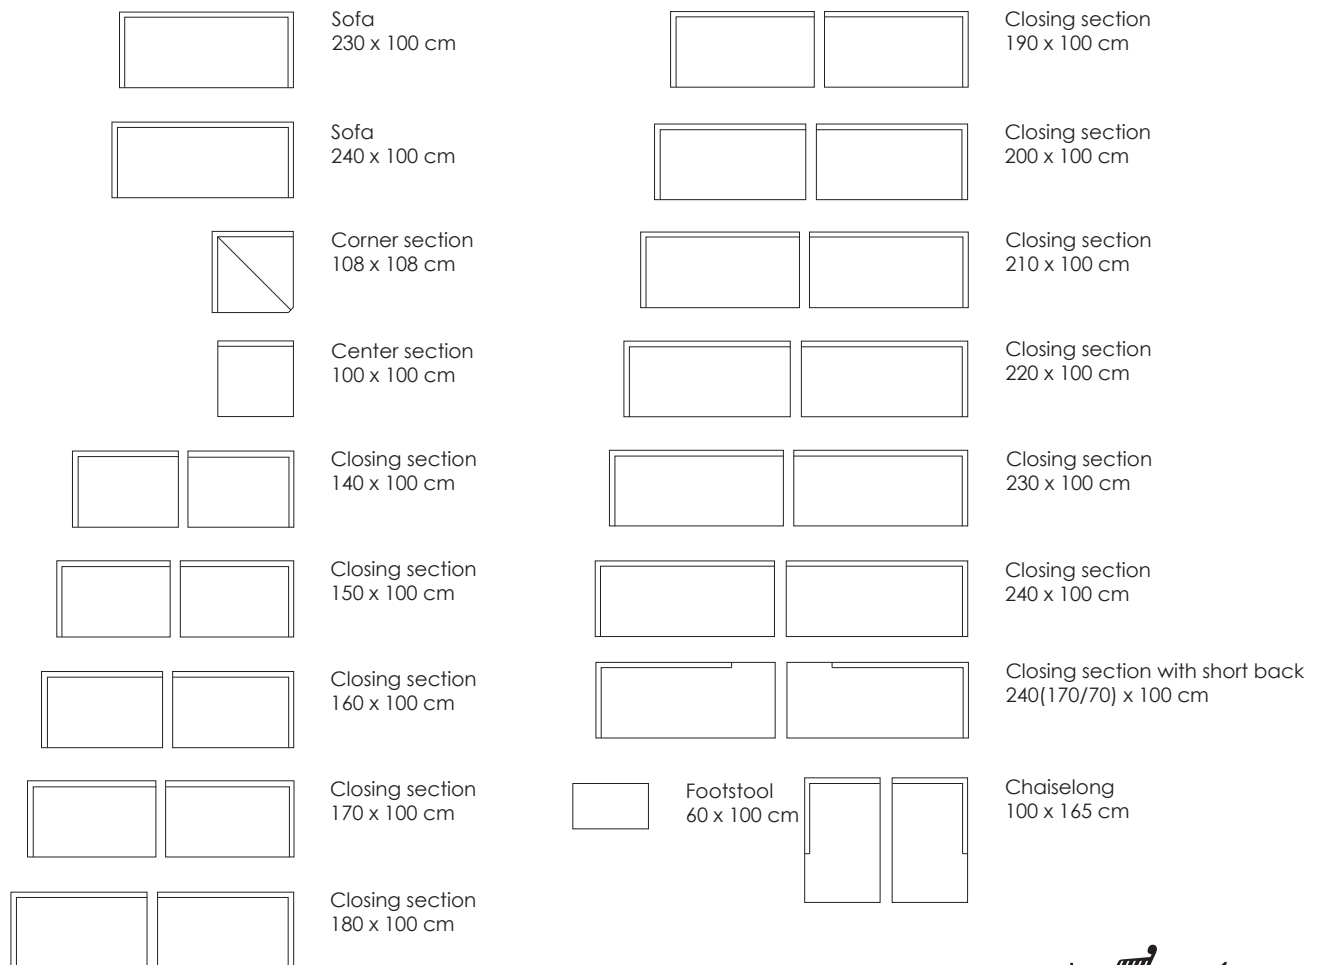 Sofa
230 x 100 cm
Sofa
240 x 100 cm
Corner section
108 x 108 cm
Center section
100 x 100 cm
Closing section
140 x 100 cm
Closing section
150 x 100 cm
Closing section
160 x 100 cm
Closing section
170 x 100 cm
Closing section
180 x 100 cm
Closing section
190 x 100 cm
Closing section
200 x 100 cm
Closing section
210 x 100 cm
Closing section
220 x 100 cm
Closing section
230 x 100 cm
Closing section
240 x 100 cm
Closing section with short back
240(170/70) x 100 cm
Footstool
60 x 100 cm
Chaiselong
100 x 165 cm